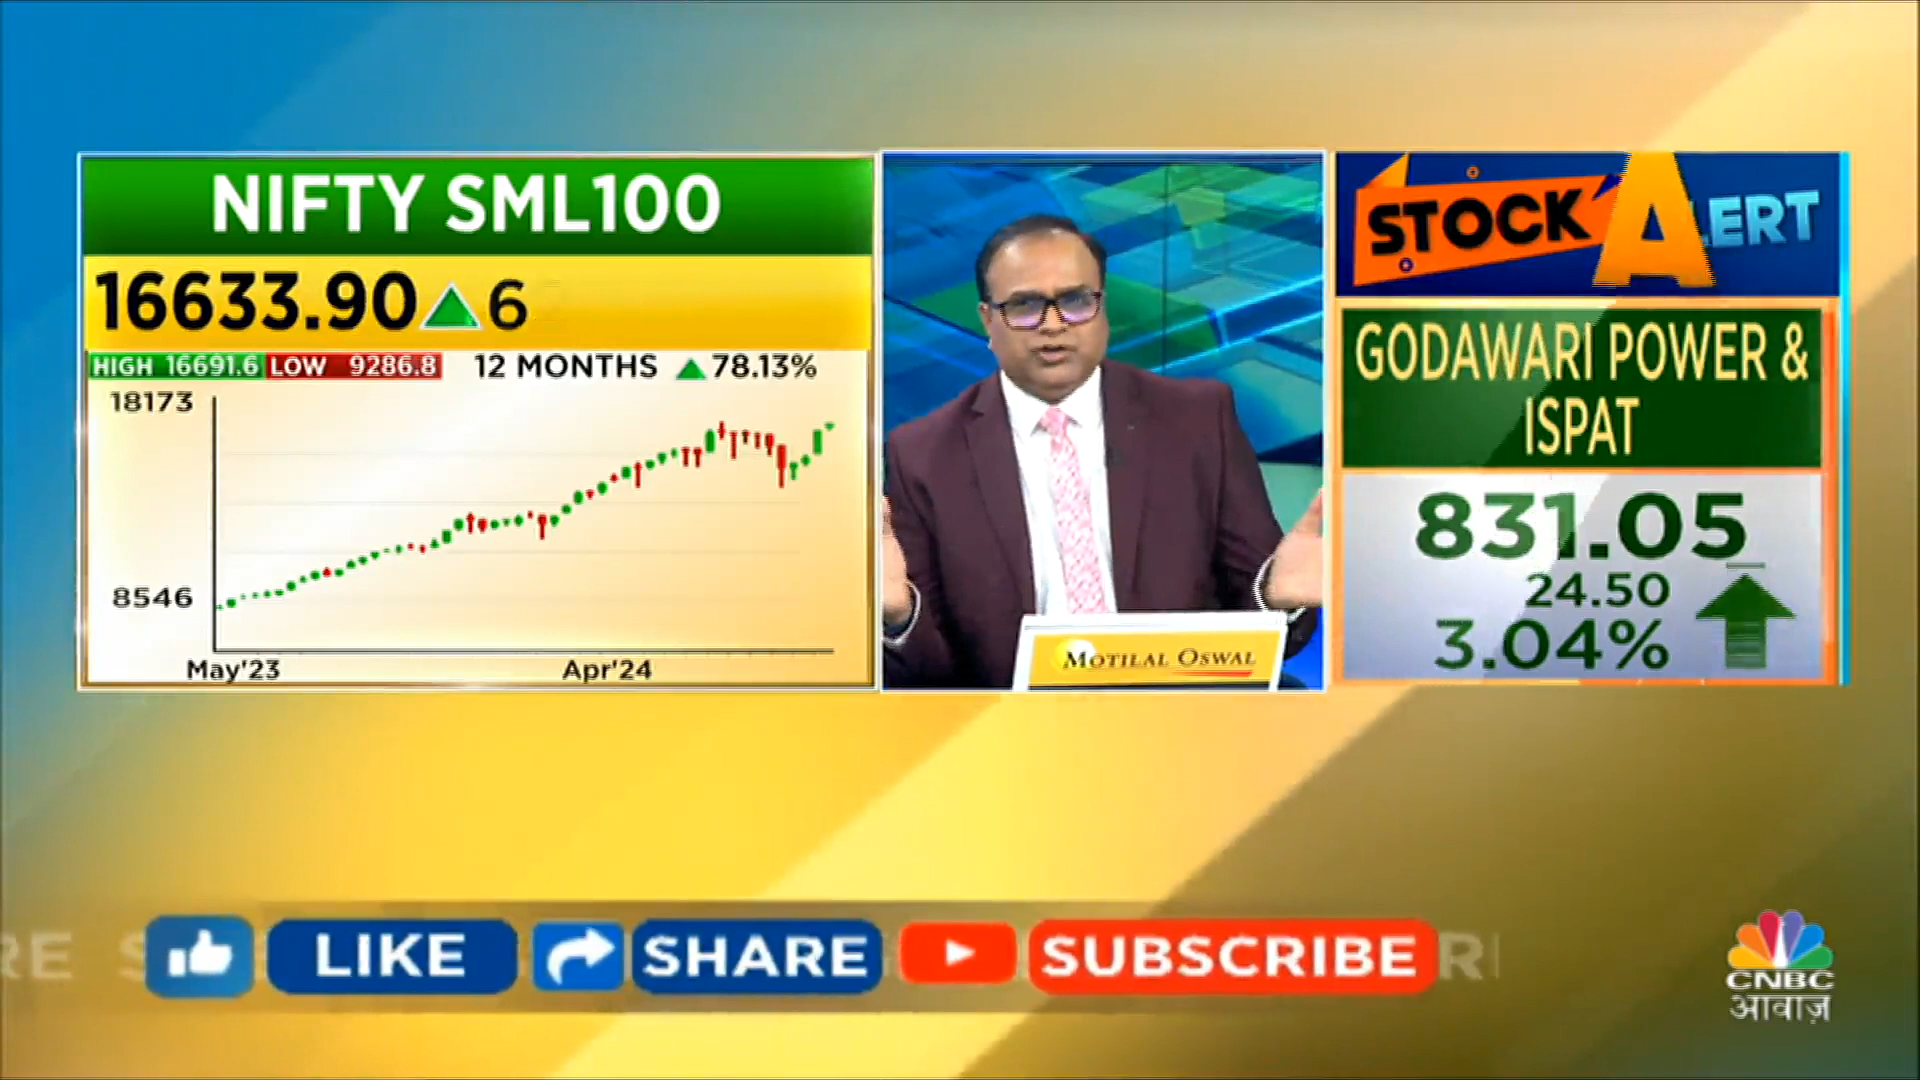 NIFTY SML100
16633.90 ▲ 6
HIGH 16691.6 LOW 9286.8 12 MONTHS ▲ 78.13%
18173
8546
May'23 Apr'24
MOTILAL OSWAL
STOCK ALERT
GODAWARI POWER &
ISPAT
831.05
24.50
3.04%
LIKE SHARE SUBSCRIBE
CNBC
आवाज़